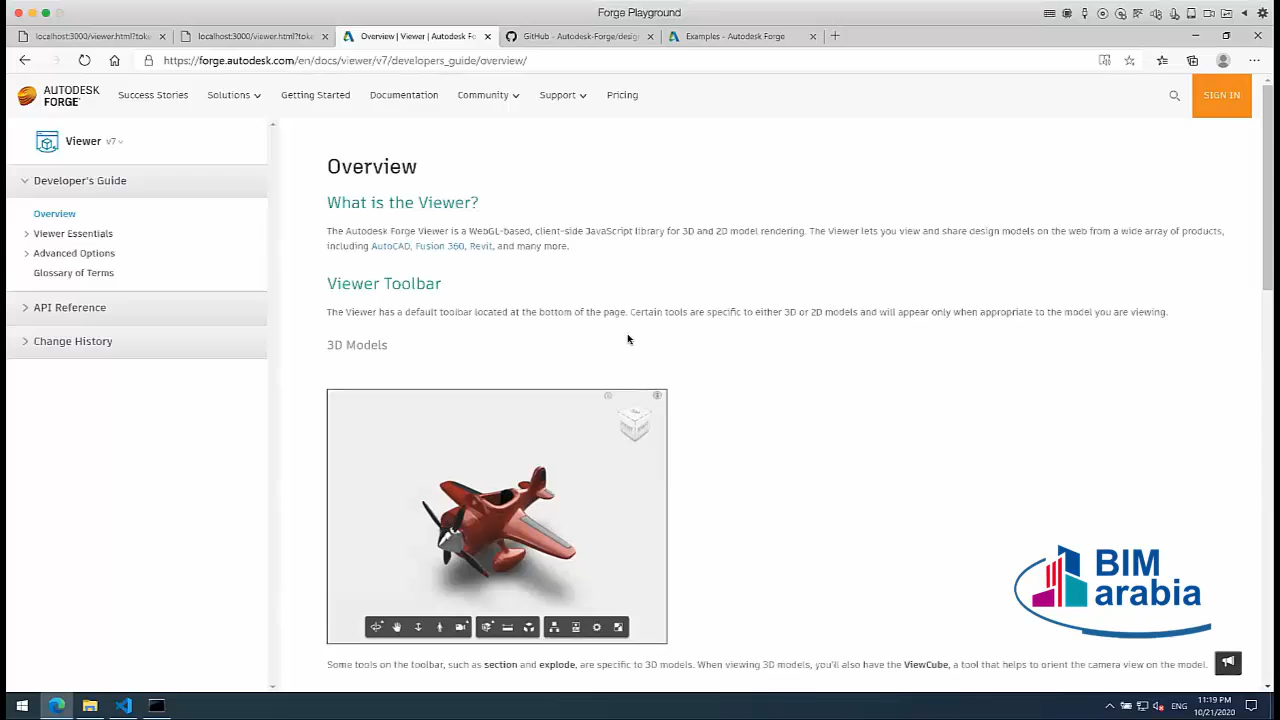 Forge Playground
localhost:3000/viewer.html?toke
localhost:3000/viewer.html?toke
Overview | Viewer | Autodesk Fo
GitHub - Autodesk-Forge/desig
Examples - Autodesk Forge
https://forge.autodesk.com/en/docs/viewer/v7/developers_guide/overview/
AUTODESK FORGE
Success Stories
Solutions
Getting Started
Documentation
Community
Support
Pricing
SIGN IN
Viewer v7
Developer's Guide
Overview
Viewer Essentials
Advanced Options
Glossary of Terms
API Reference
Change History
Overview
What is the Viewer?
The Autodesk Forge Viewer is a WebGL-based, client-side JavaScript library for 3D and 2D model rendering. The Viewer lets you view and share design models on the web from a wide array of products,
including AutoCAD, Fusion 360, Revit, and many more.
Viewer Toolbar
The Viewer has a default toolbar located at the bottom of the page. Certain tools are specific to either 3D or 2D models and will appear only when appropriate to the model you are viewing.
3D Models
Some tools on the toolbar, such as section and explode, are specific to 3D models. When viewing 3D models, you'll also have the ViewCube, a tool that helps to orient the camera view on the model.
BIM
arabia
ENG
11:19 PM
10/21/2020